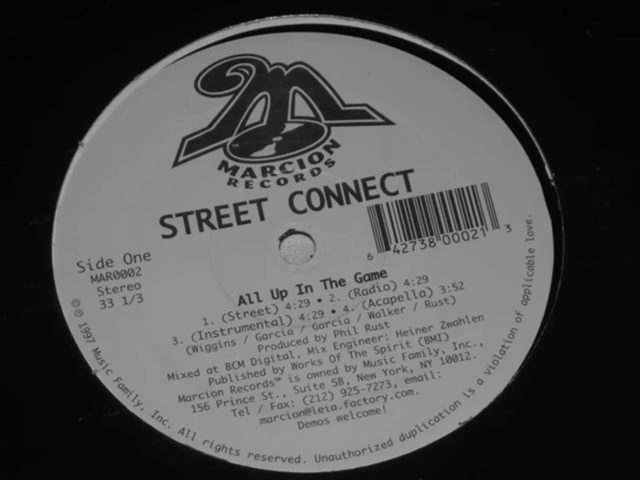 M
MARCION
RECORDS
STREET CONNECT
6 42738 00021 3
Side One
MAR0002
Stereo
33 1/3
All Up In The Game
1. (Street) 4:29 • 2. (Radio) 4:29
3. (Instrumental) 4:29 • 4. (Acapella) 3:52
(Wiggins / Garcia / Garcia / Walker / Rust)
Produced by Phil Rust
Mixed at BCM Digital, Mix Engineer: Heiner Zwahlen
Published by Works Of The Spirit (BMI)
Marcion Records™ is owned by Music Family, Inc.,
156 Prince St., Suite 5B, New York, NY 10012.
Tel / Fax: (212) 925-7273, email:
marcion@leia.factory.com.
Demos welcome!
© ℗ 1997 Music Family, Inc. All rights reserved. Unauthorized duplication is a violation of applicable love.